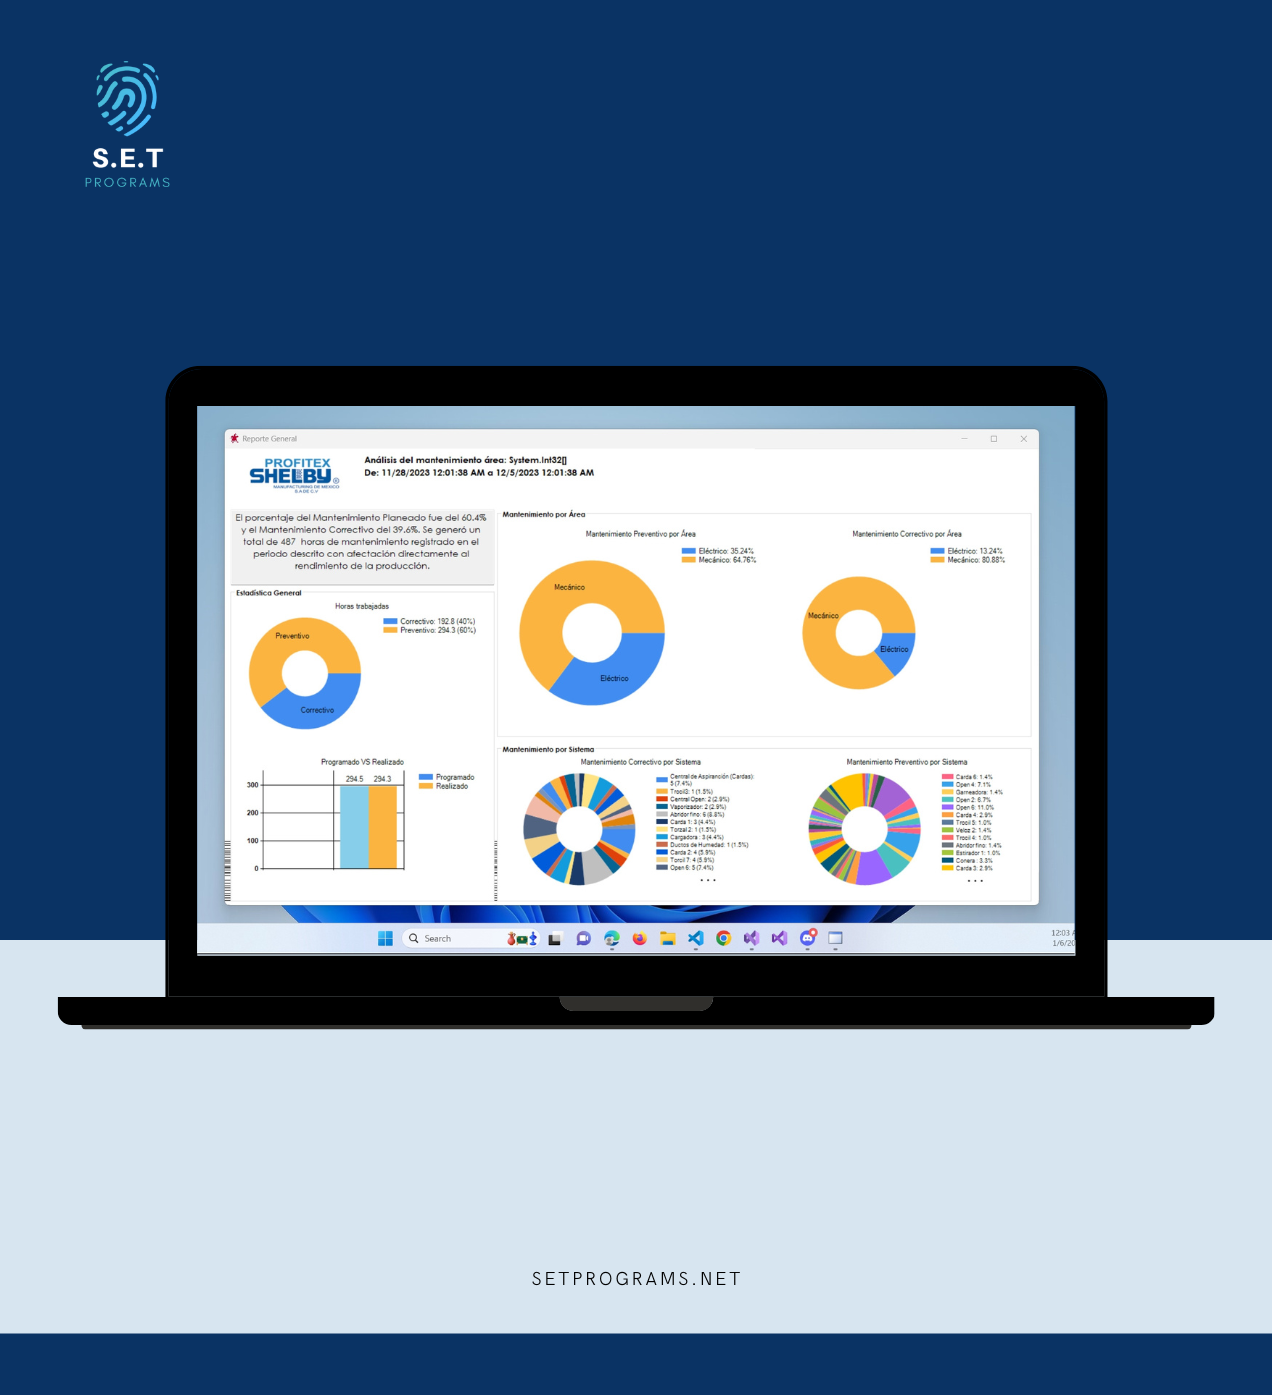 S.E.T
PROGRAMS
Reporte General
PROFITEX
SHELBY®
MANUFACTURING DE MEXICO
S.A DE C.V
Análisis del mantenimiento área: System.Int32[]
De: 11/28/2023 12:01:38 AM a 12/5/2023 12:01:38 AM
El porcentaje del Mantenimiento Planeado fue del 60.4%
y el Mantenimiento Correctivo del 39.6%. Se generó un
total de 487 horas de mantenimiento registrado en el
periodo descrito con afectación directamente al
rendimiento de la producción.
Estadística General
Horas trabajadas
Correctivo: 192.8 (40%)
Preventivo: 294.3 (60%)
Preventivo
Correctivo
Programado VS Realizado
Programado
Realizado
294.5 294.3
300
200
100
0
Mantenimiento por Área
Mantenimiento Preventivo por Área
Eléctrico: 35.24%
Mecánico: 64.76%
Mecánico
Eléctrico
Mantenimiento Correctivo por Área
Eléctrico: 13.24%
Mecánico: 80.88%
Mecánico
Eléctrico
Mantenimiento por Sistema
Mantenimiento Correctivo por Sistema
Central de Aspiranción (Cardas):
5 (7.4%)
Trocil3: 1 (1.5%)
Central Open: 2 (2.9%)
Vaporizador: 2 (2.9%)
Abridor fino: 6 (8.8%)
Carda 1: 3 (4.4%)
Torzal 2: 1 (1.5%)
Cargadora: 3 (4.4%)
Ductos de Humedad: 1 (1.5%)
Carda 2: 4 (5.9%)
Torcil 7: 4 (5.9%)
Open 6: 5 (7.4%)
...
Mantenimiento Preventivo por Sistema
Carda 6: 1.4%
Open 4: 7.1%
Garneadora: 1.4%
Open 2: 6.7%
Open 6: 11.0%
Carda 4: 2.9%
Trocil 5: 1.0%
Veloz 2: 1.4%
Trocil 4: 1.0%
Abridor fino: 1.4%
Estirador 1: 1.0%
Conera: 3.3%
Carda 3: 2.9%
...
Search
12:03
1/6/20
SETPROGRAMS.NET